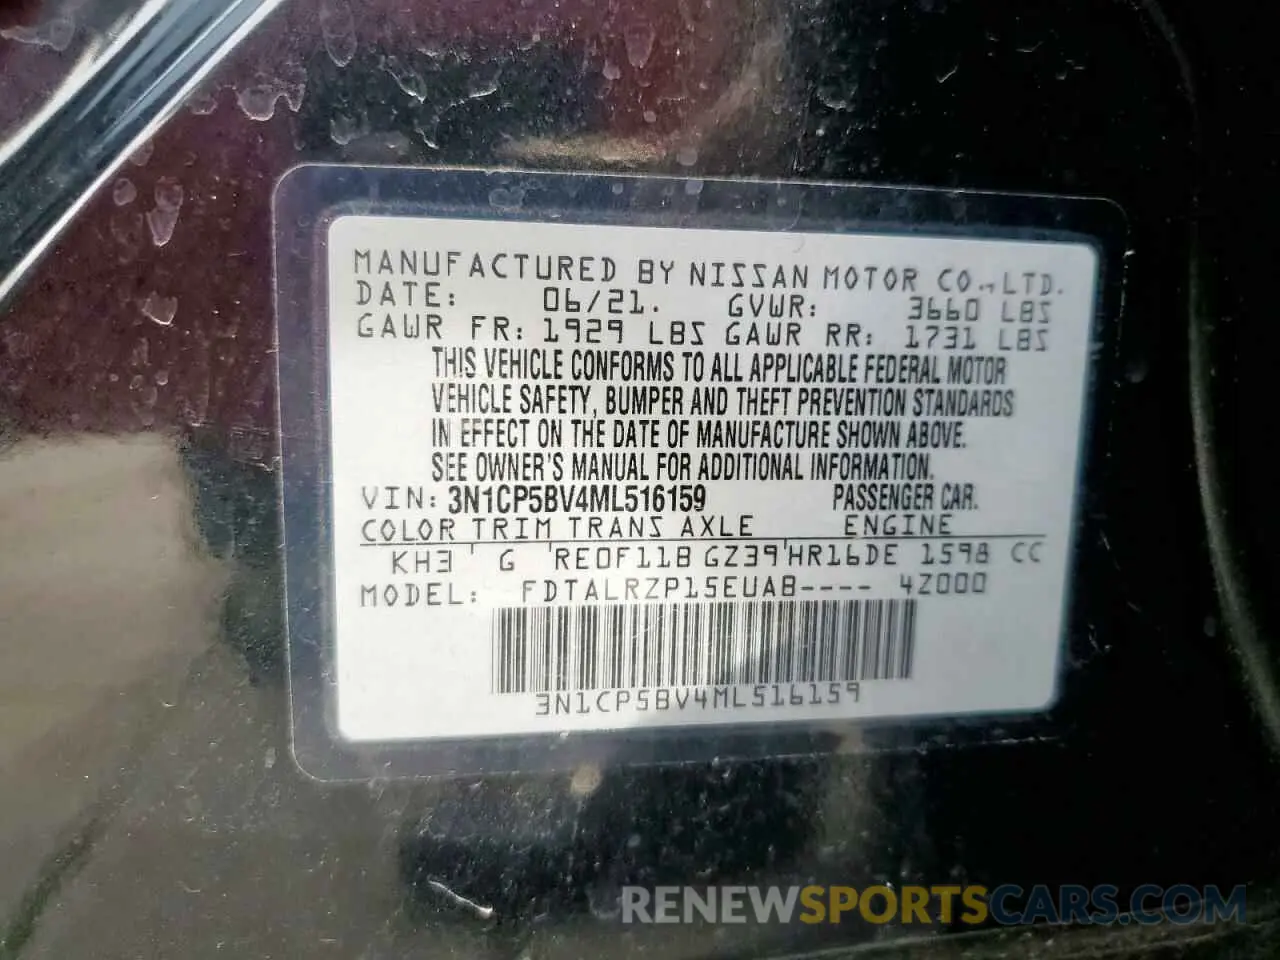 MANUFACTURED BY NISSAN MOTOR CO., LTD.
DATE: 06/21. GVWR: 3660 LBS
GAWR FR: 1929 LBS GAWR RR: 1731 LBS
THIS VEHICLE CONFORMS TO ALL APPLICABLE FEDERAL MOTOR
VEHICLE SAFETY, BUMPER AND THEFT PREVENTION STANDARDS
IN EFFECT ON THE DATE OF MANUFACTURE SHOWN ABOVE.
SEE OWNER'S MANUAL FOR ADDITIONAL INFORMATION.
VIN: 3N1CP5BV4ML516159 PASSENGER CAR.
COLOR TRIM TRANS AXLE ENGINE
KH3 ' G 'RE0F11B GZ39'HR16DE 1598 CC
MODEL: FDTALRZP15EUAB---- 4Z000
3N1CP5BV4ML516159
RENEWSPORTSCARS.COM